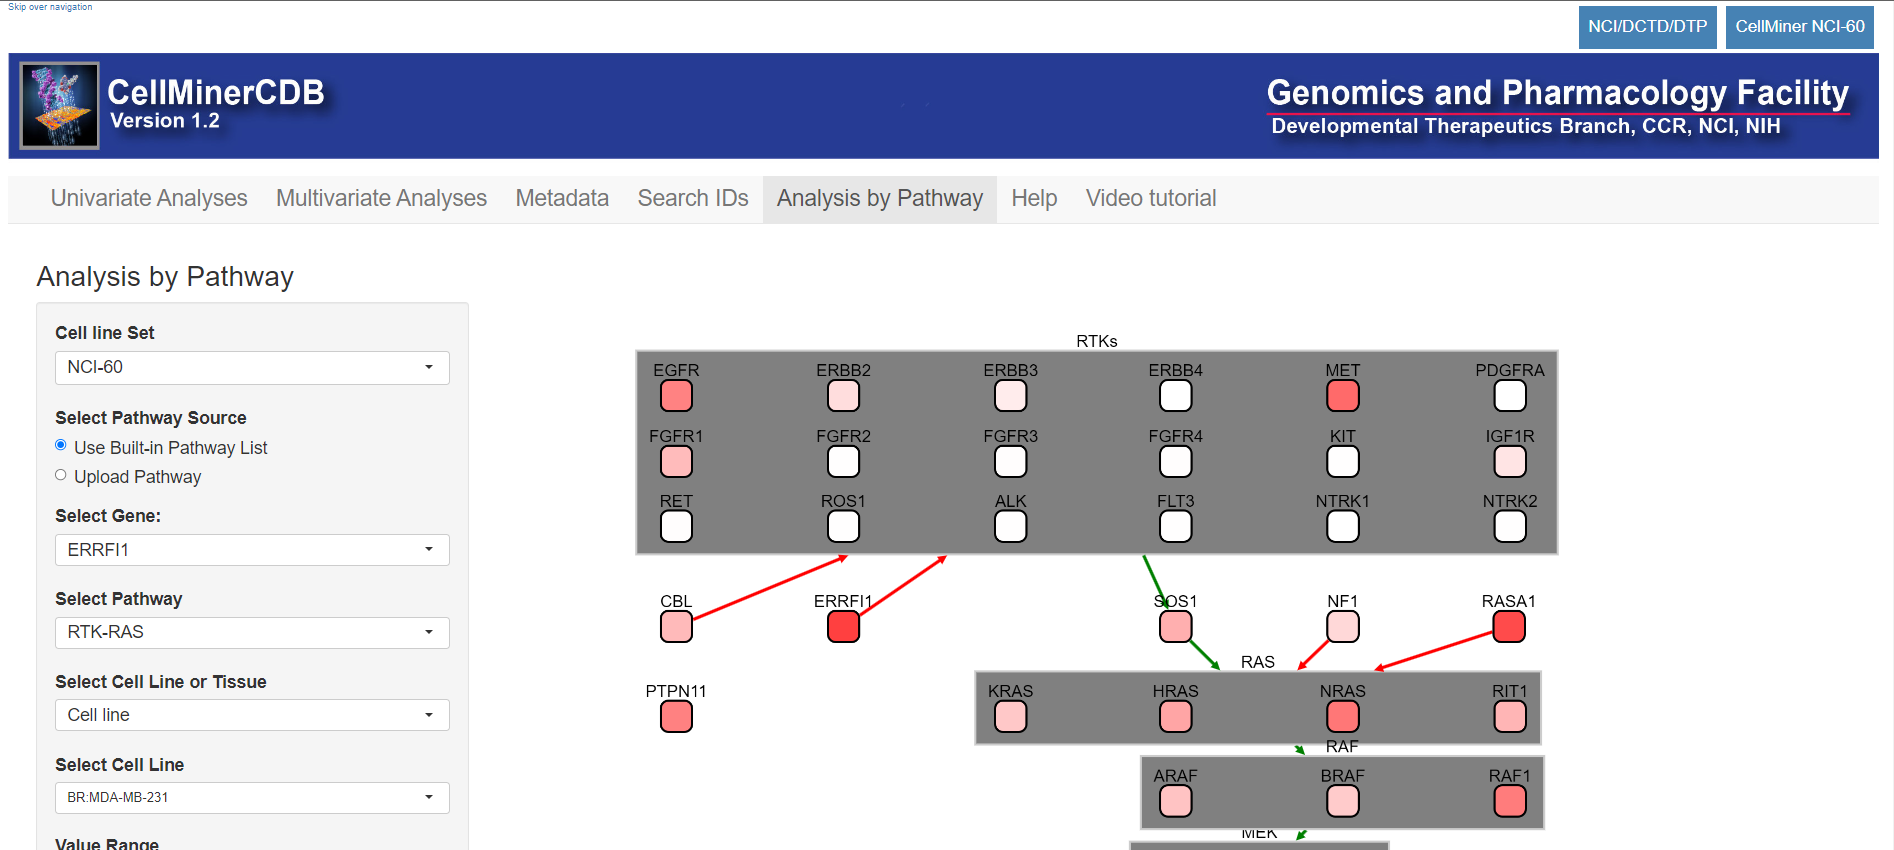 Skip over navigation
NCI/DCTD/DTP
CellMiner NCI-60
CellMinerCDB
Version 1.2
Genomics and Pharmacology Facility
Developmental Therapeutics Branch, CCR, NCI, NIH
Univariate Analyses Multivariate Analyses Metadata Search IDs Analysis by Pathway Help Video tutorial
Analysis by Pathway
Cell line Set
NCI-60
Select Pathway Source
Use Built-in Pathway List
Upload Pathway
Select Gene:
ERRFI1
Select Pathway
RTK-RAS
Select Cell Line or Tissue
Cell line
Select Cell Line
BR:MDA-MB-231
Value Range
RTKs
EGFR ERBB2 ERBB3 ERBB4 MET PDGFRA
FGFR1 FGFR2 FGFR3 FGFR4 KIT IGF1R
RET ROS1 ALK FLT3 NTRK1 NTRK2
CBL ERRFI1 SOS1 NF1 RASA1
RAS
PTPN11 KRAS HRAS NRAS RIT1
RAF
ARAF BRAF RAF1
MEK